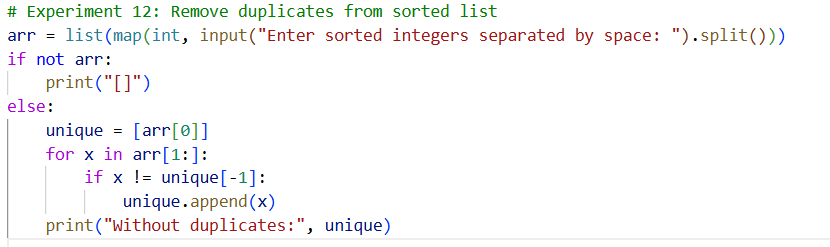 # Experiment 12: Remove duplicates from sorted list
arr = list(map(int, input("Enter sorted integers separated by space: ").split()))
if not arr:
    print("[]")
else:
    unique = [arr[0]]
    for x in arr[1:]:
        if x != unique[-1]:
            unique.append(x)
    print("Without duplicates:", unique)